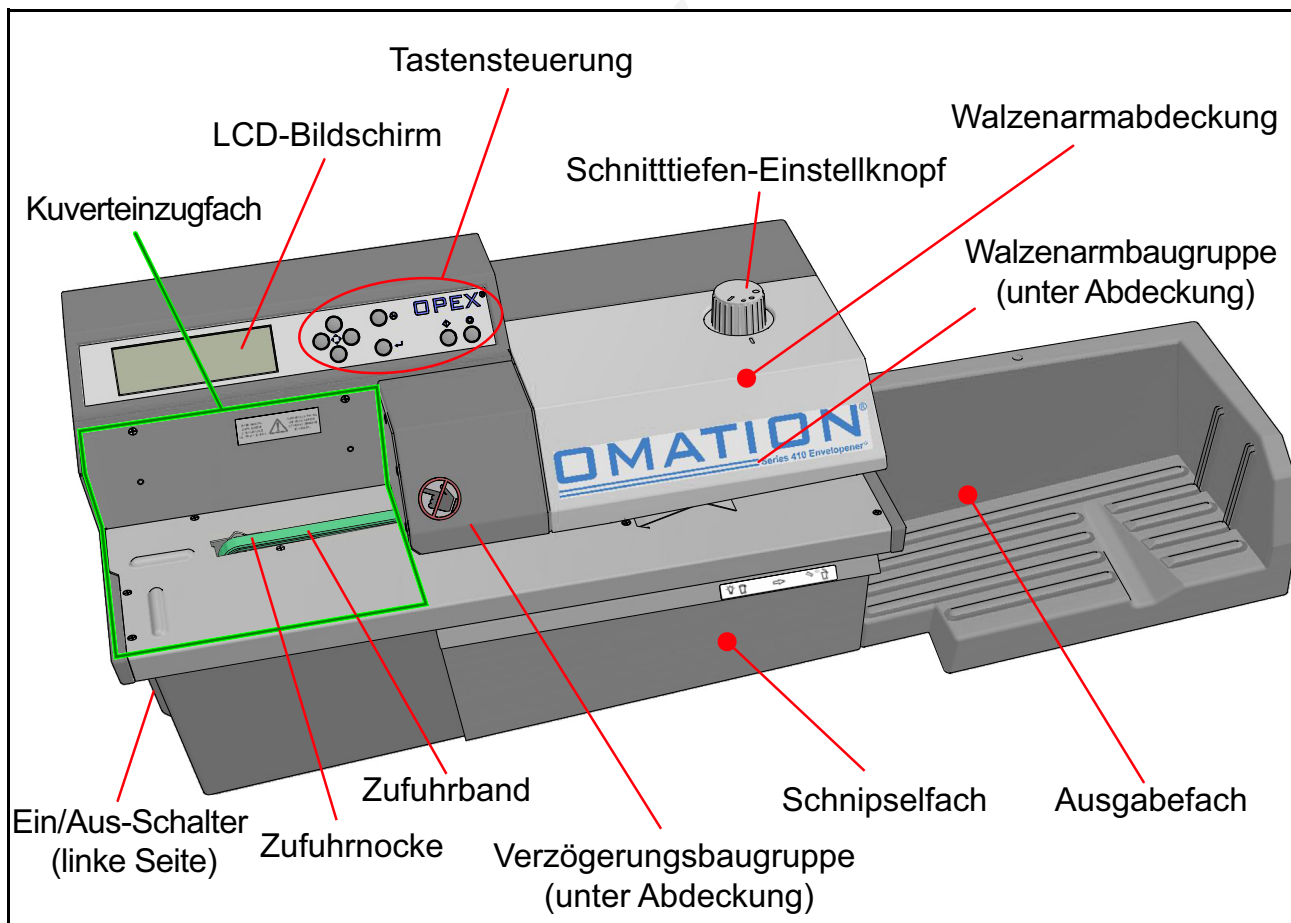 Tastensteuerung
LCD-Bildschirm
Walzenarmabdeckung
Schnitttiefen-Einstellknopf
Kuverteinzugfach
Walzenarmbaugruppe
(unter Abdeckung)
OPEX®
OMATION®
Series 410 Envelopener®
Zufuhrband
Schnipselfach
Ausgabefach
Ein/Aus-Schalter
(linke Seite)
Zufuhrnocke
Verzögerungsbaugruppe
(unter Abdeckung)